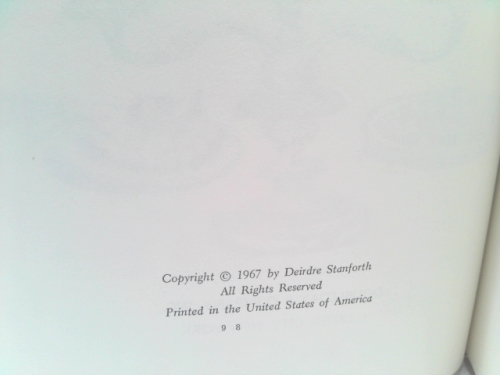 Copyright © 1967 by Deirdre Stanforth
All Rights Reserved
Printed in the United States of America
9 8